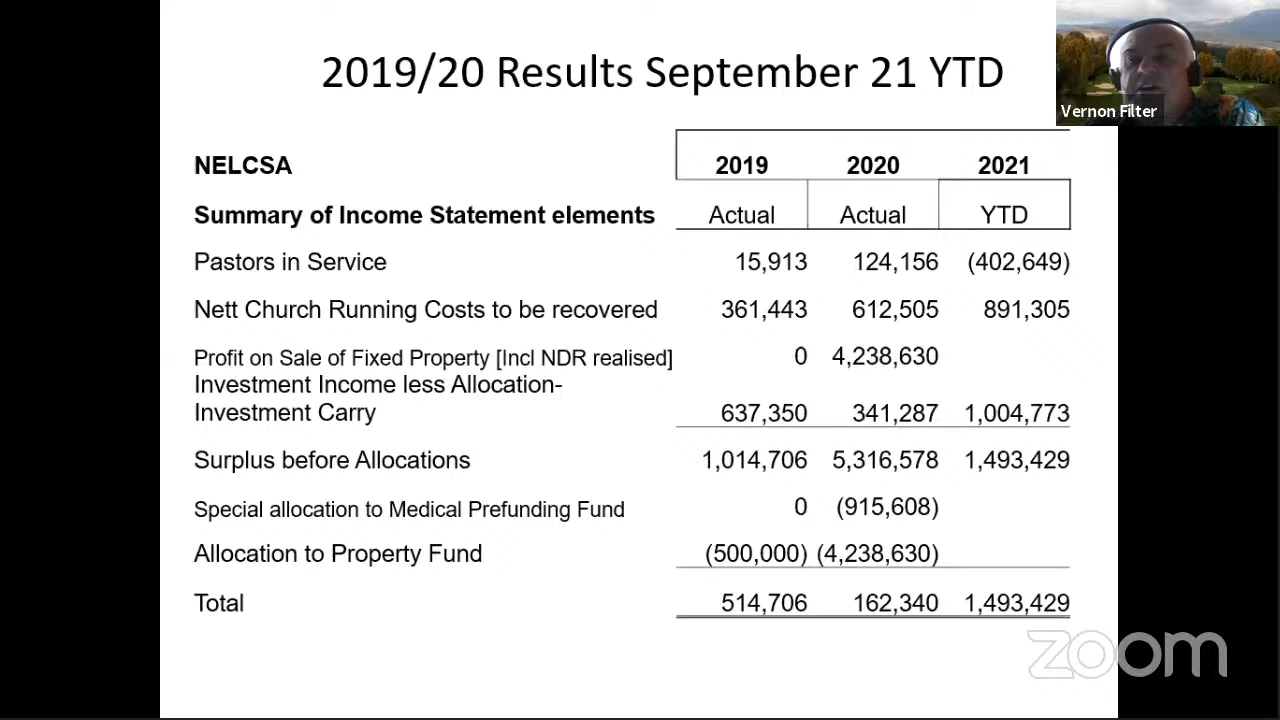 2019/20 Results September 21 YTD
Vernon Filter
NELCSA 2019 2020 2021
Summary of Income Statement elements Actual Actual YTD
Pastors in Service 15,913 124,156 (402,649)
Nett Church Running Costs to be recovered 361,443 612,505 891,305
Profit on Sale of Fixed Property [Incl NDR realised] 0 4,238,630
Investment Income less Allocation-
Investment Carry 637,350 341,287 1,004,773
Surplus before Allocations 1,014,706 5,316,578 1,493,429
Special allocation to Medical Prefunding Fund 0 (915,608)
Allocation to Property Fund (500,000) (4,238,630)
Total 514,706 162,340 1,493,429
zoom